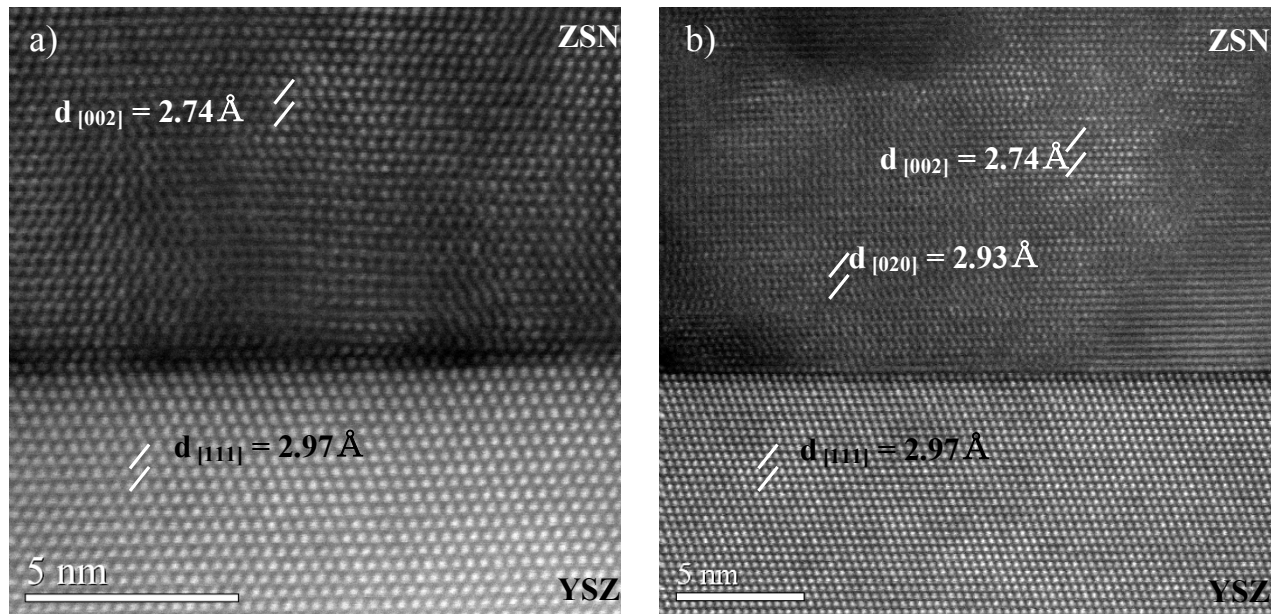 a)
ZSN
d [002] = 2.74 Å
d [111] = 2.97 Å
5 nm
YSZ
b)
ZSN
d [002] = 2.74 Å
d [020] = 2.93 Å
d [111] = 2.97 Å
5 nm
YSZ